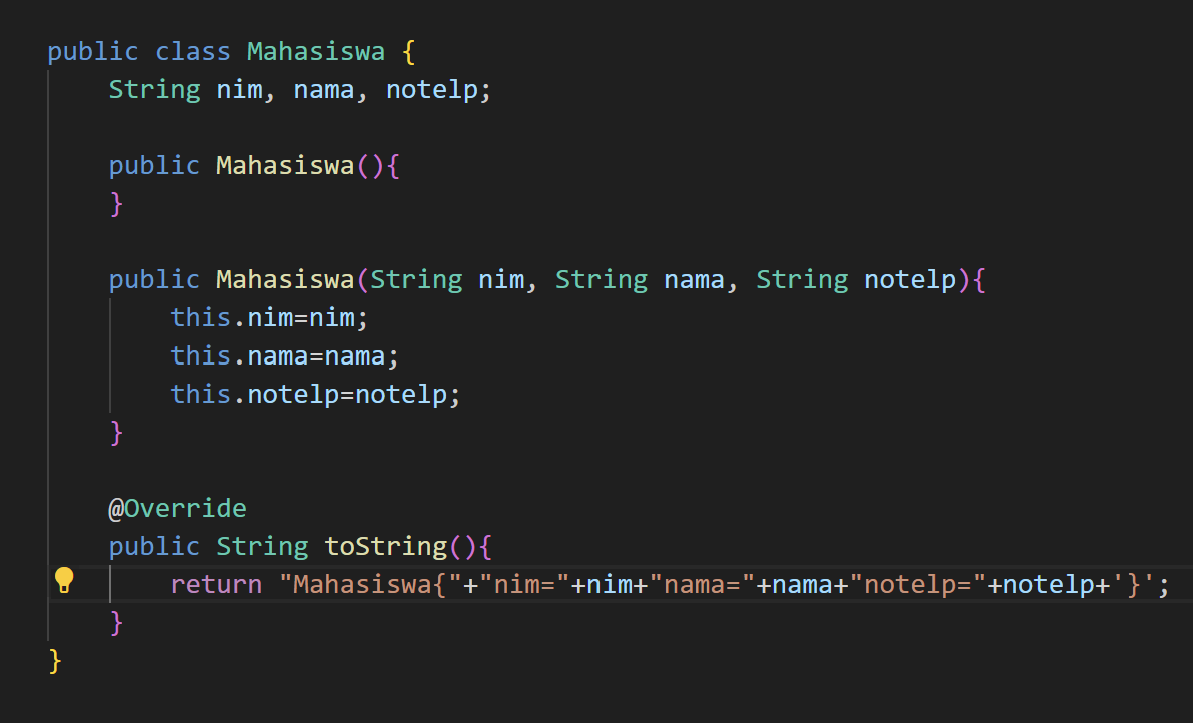 public class Mahasiswa {
String nim, nama, notelp;
public Mahasiswa(){
}
public Mahasiswa(String nim, String nama, String notelp){
this.nim=nim;
this.nama=nama;
this.notelp=notelp;
}
@Override
public String toString(){
return "Mahasiswa{"+"nim="+nim+"nama="+nama+"notelp="+notelp+'}';
}
}